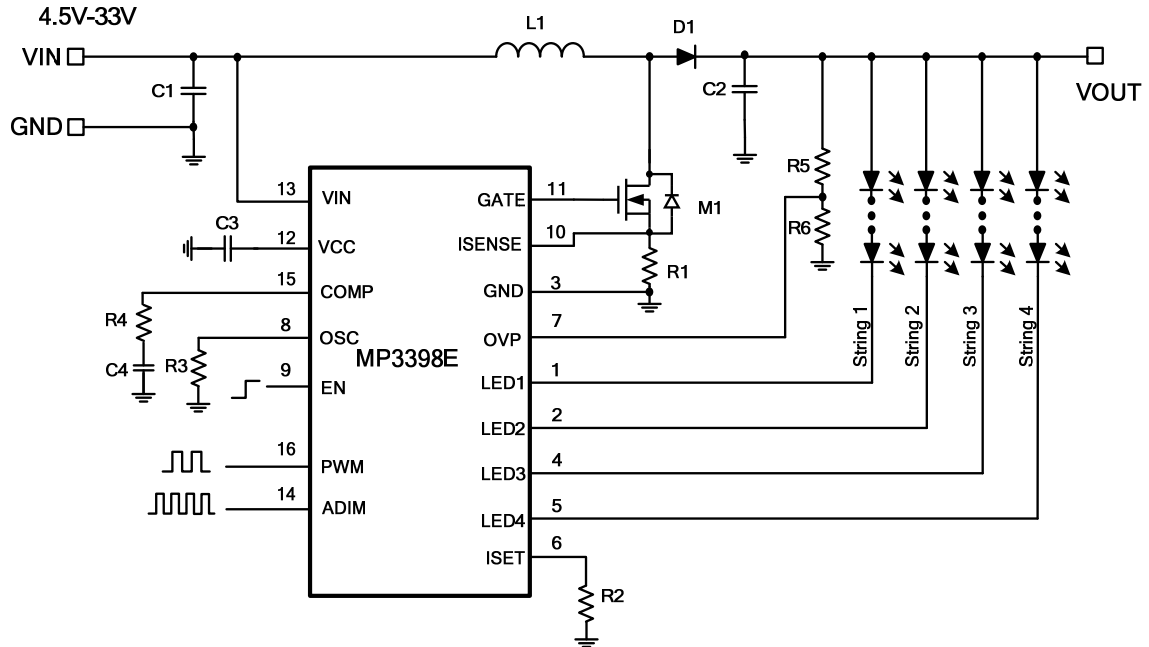 4.5V-33V
L1
D1
VIN
C1
C2
VOUT
GND
R5
R6
13
VIN
GATE
11
M1
C3
12
VCC
ISENSE
10
R1
15
COMP
GND
3
R4
8
OSC
OVP
7
C4
R3
MP3398E
9
EN
LED1
1
String 1
String 2
String 3
String 4
LED2
2
16
PWM
LED3
4
14
ADIM
LED4
5
ISET
6
R2